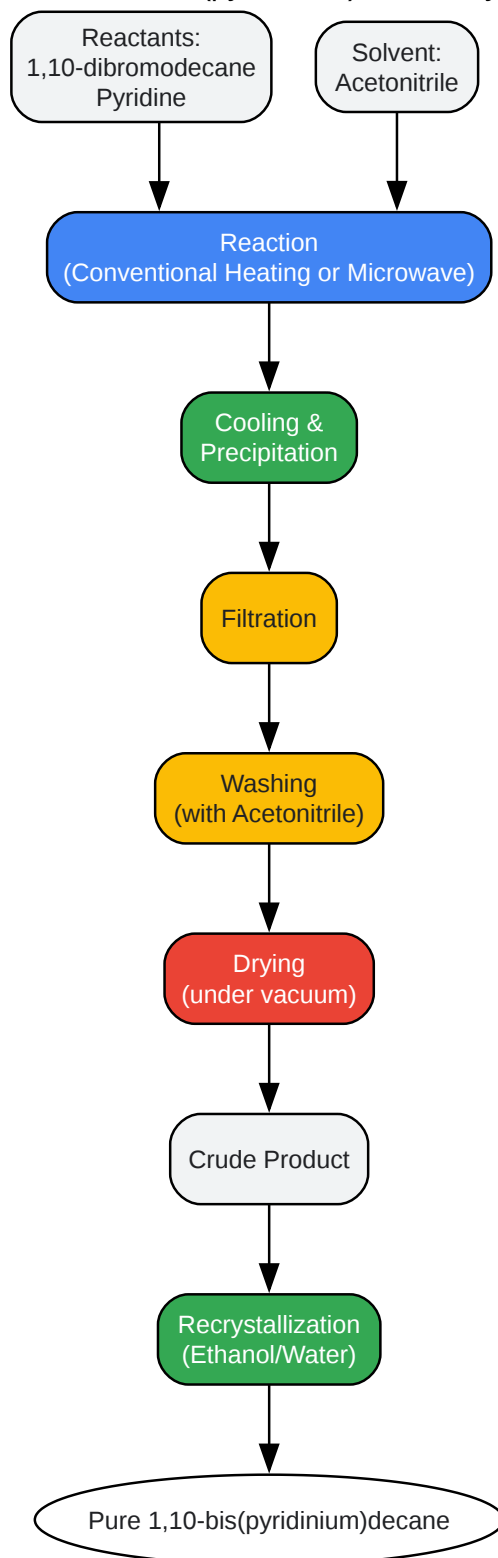 Reactants:
1,10-dibromodecane
Pyridine
Solvent:
Acetonitrile
Reaction
(Conventional Heating or Microwave)
Cooling &
Precipitation
Filtration
Washing
(with Acetonitrile)
Drying
(under vacuum)
Crude Product
Recrystallization
(Ethanol/Water)
Pure 1,10-bis(pyridinium)decane